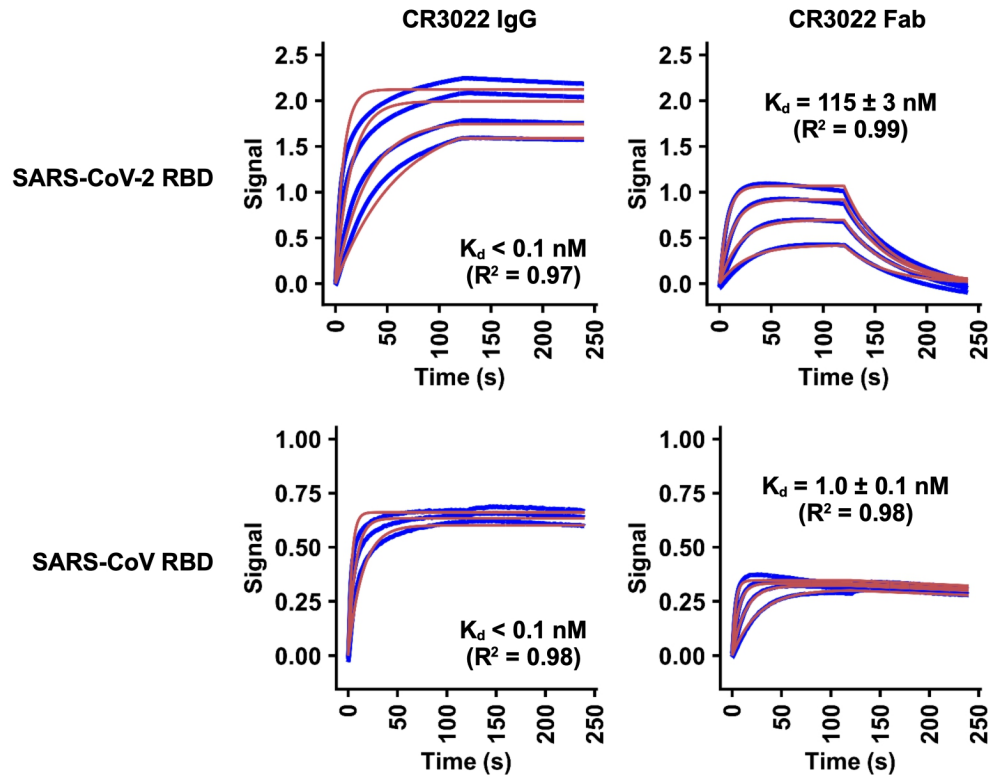 CR3022 IgG
CR3022 Fab
SARS-CoV-2 RBD
Signal
2.5
2.0
1.5
1.0
0.5
0.0
K_d < 0.1 nM
(R² = 0.97)
0
50
100
150
200
250
Time (s)
Signal
2.5
2.0
1.5
1.0
0.5
0.0
K_d = 115 ± 3 nM
(R² = 0.99)
0
50
100
150
200
250
Time (s)
SARS-CoV RBD
Signal
1.00
0.75
0.50
0.25
0.00
K_d < 0.1 nM
(R² = 0.98)
0
50
100
150
200
250
Time (s)
Signal
1.00
0.75
0.50
0.25
0.00
K_d = 1.0 ± 0.1 nM
(R² = 0.98)
0
50
100
150
200
250
Time (s)